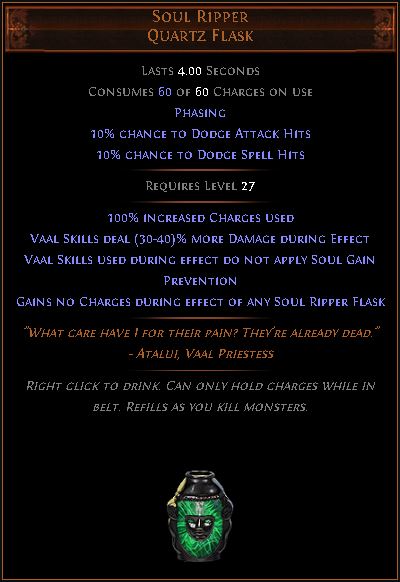 Soul Ripper
Quartz Flask
Lasts 4.00 Seconds
Consumes 60 of 60 Charges on use
Phasing
10% chance to Dodge Attack Hits
10% chance to Dodge Spell Hits
Requires Level 27
100% increased Charges used
Vaal Skills deal (30-40)% more Damage during Effect
Vaal Skills used during effect do not apply Soul Gain
Prevention
Gains no Charges during effect of any Soul Ripper Flask
"What care have I for their pain? They're already dead."
- Atalui, Vaal Priestess
Right click to drink. Can only hold charges while in
belt. Refills as you kill monsters.